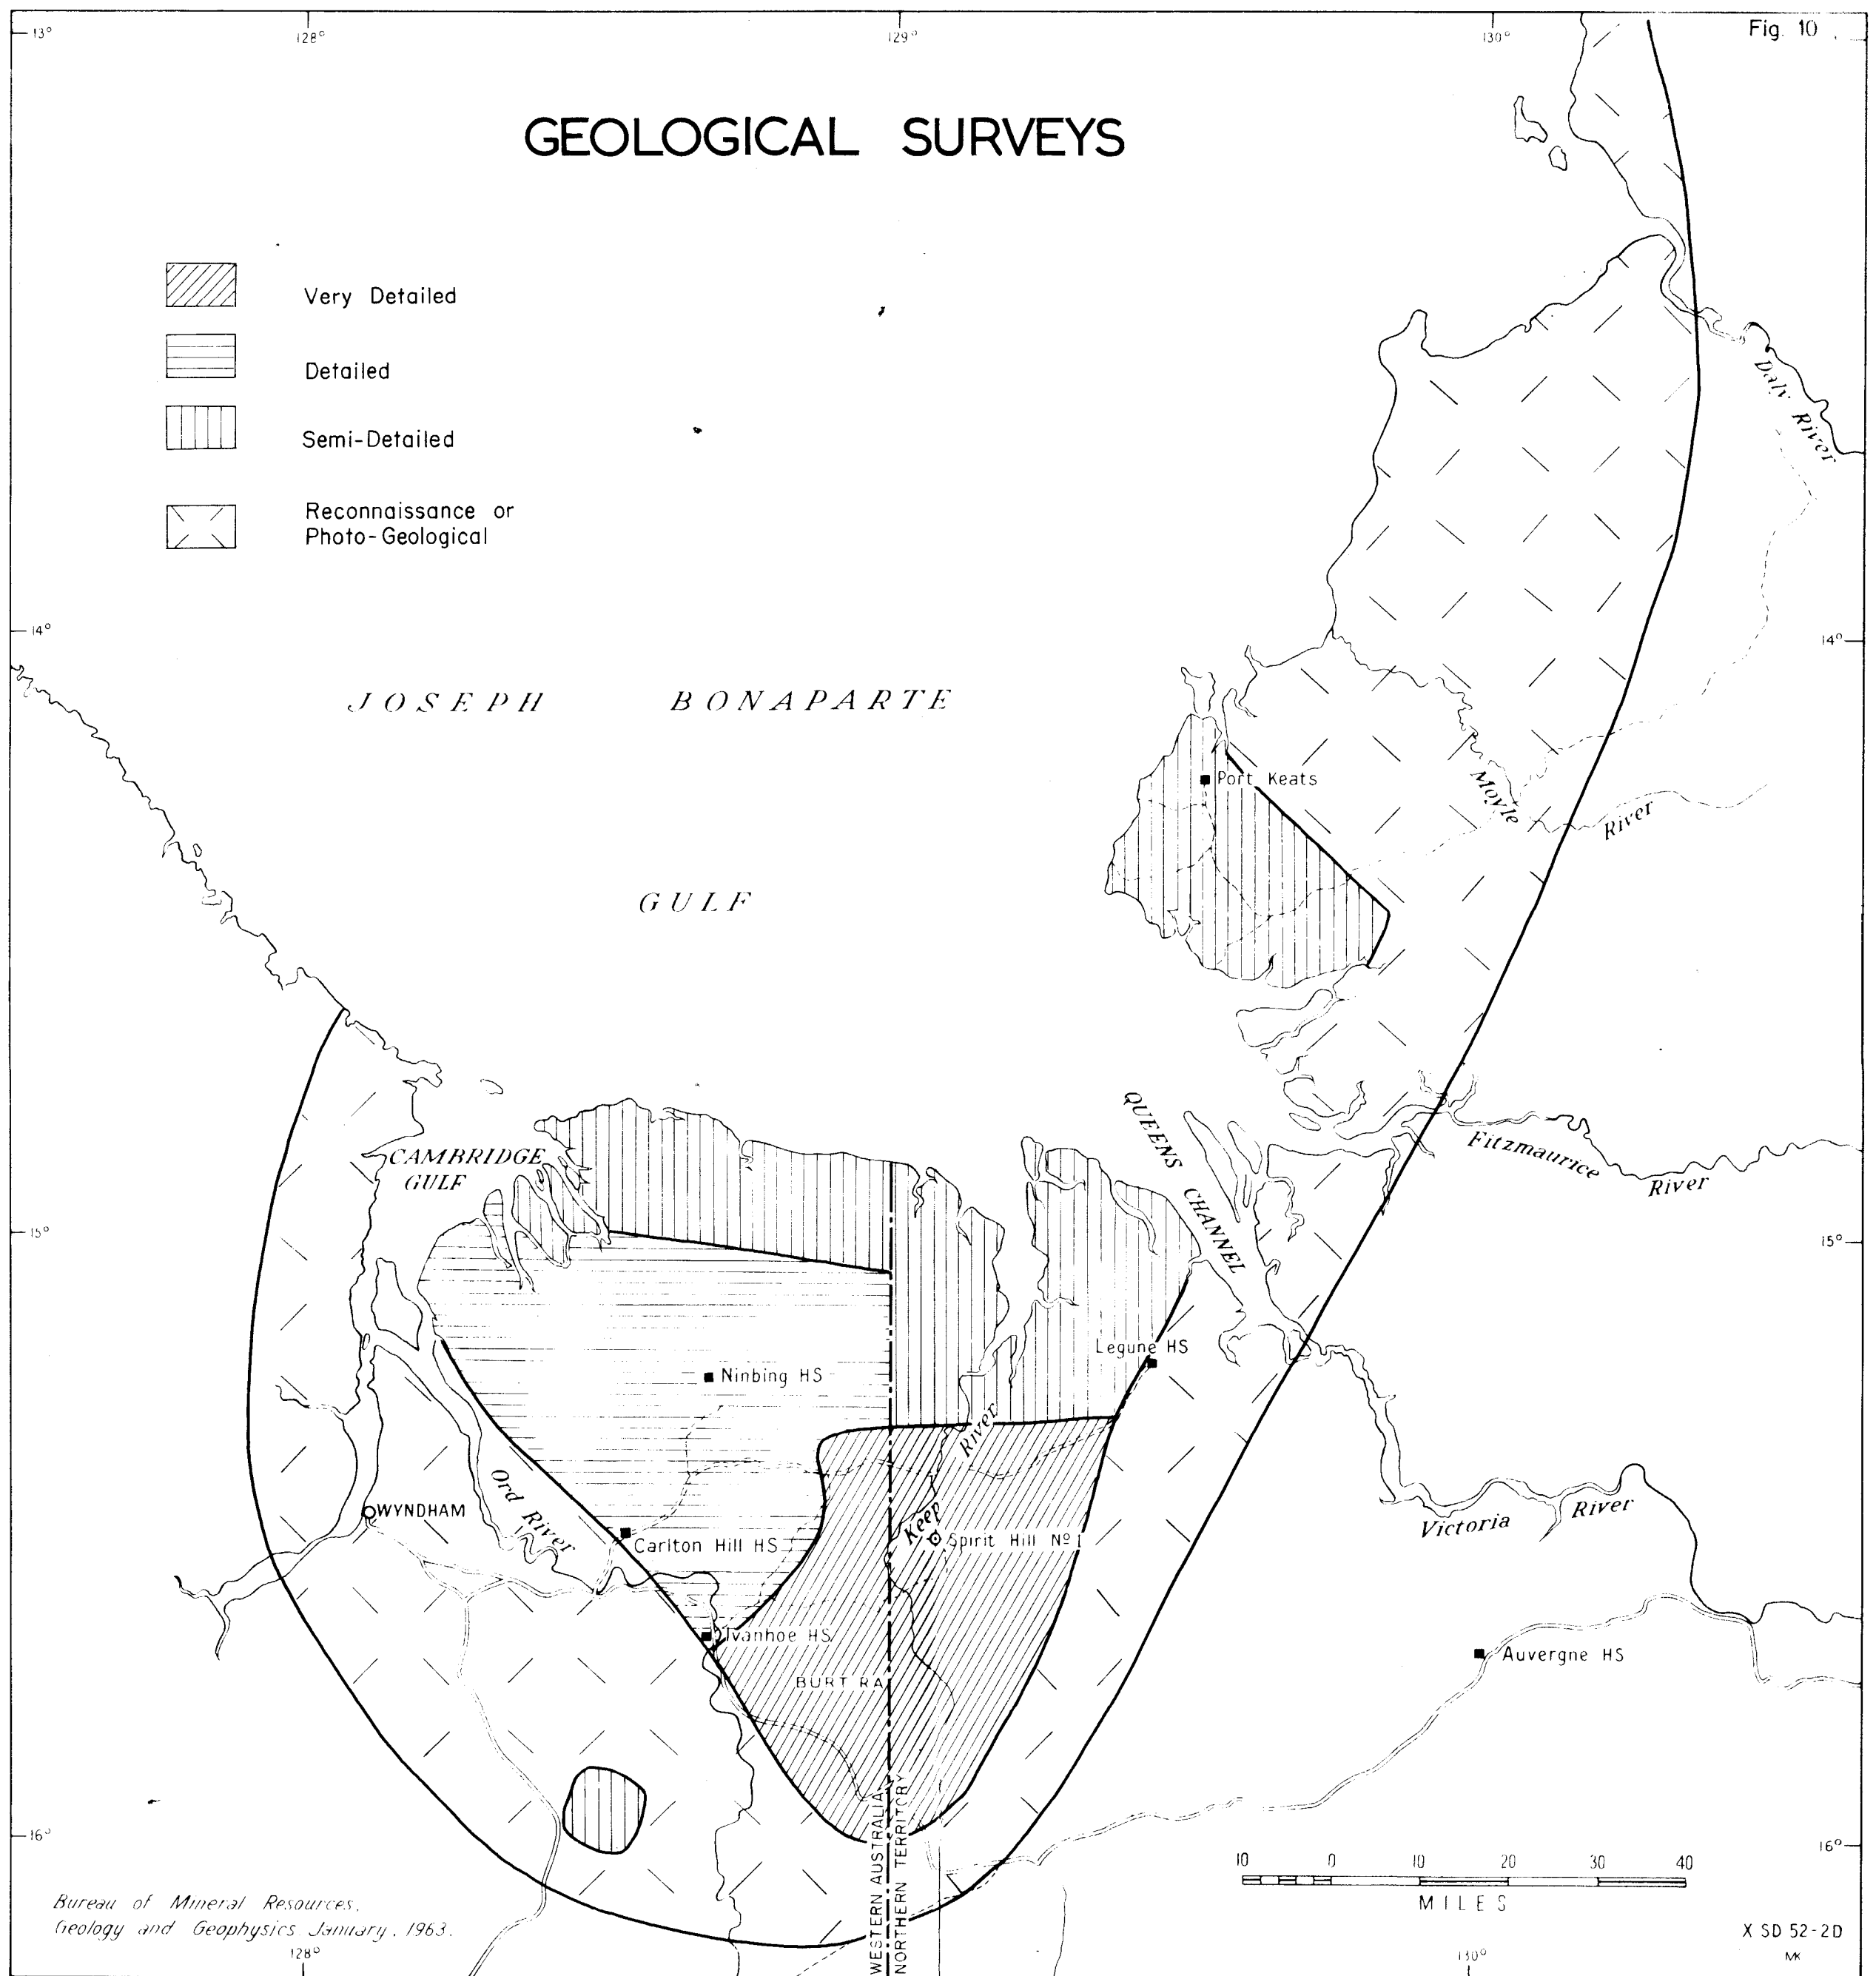 Fig. 10
13°
128°
129°
130°
GEOLOGICAL SURVEYS
Very Detailed
Detailed
Semi-Detailed
Reconnaissance or
Photo-Geological
Daly River
14°
14°
JOSEPH BONAPARTE
GULF
Port Keats
Moyle
River
CAMBRIDGE
GULF
QUEENS CHANNEL
Fitzmaurice
River
15°
15°
Legune HS
Ninbing HS
Ord River
Keep
River
WYNDHAM
Carlton Hill HS
Spirit Hill Nº 1
Victoria
River
Ivanhoe HS
BURT RA
Auvergne HS
WESTERN AUSTRALIA
NORTHERN TERRITORY
16°
16°
10 0 10 20 30 40
MILES
Bureau of Mineral Resources,
Geology and Geophysics. January, 1963.
X SD 52-2D
MK
128°
130°